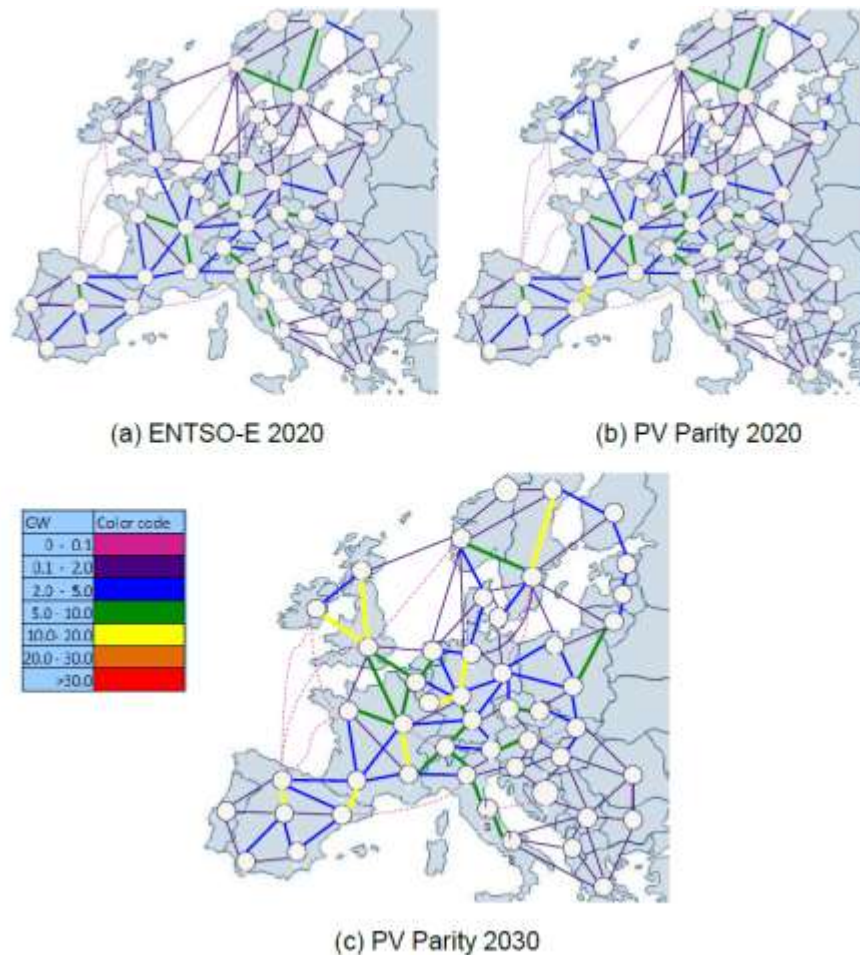 (a) ENTSO-E 2020
(b) PV Parity 2020
GW Color code
0 - 0.1
0.1 - 2.0
2.0 - 5.0
5.0 - 10.0
10.0- 20.0
20.0 - 30.0
>30.0
(c) PV Parity 2030